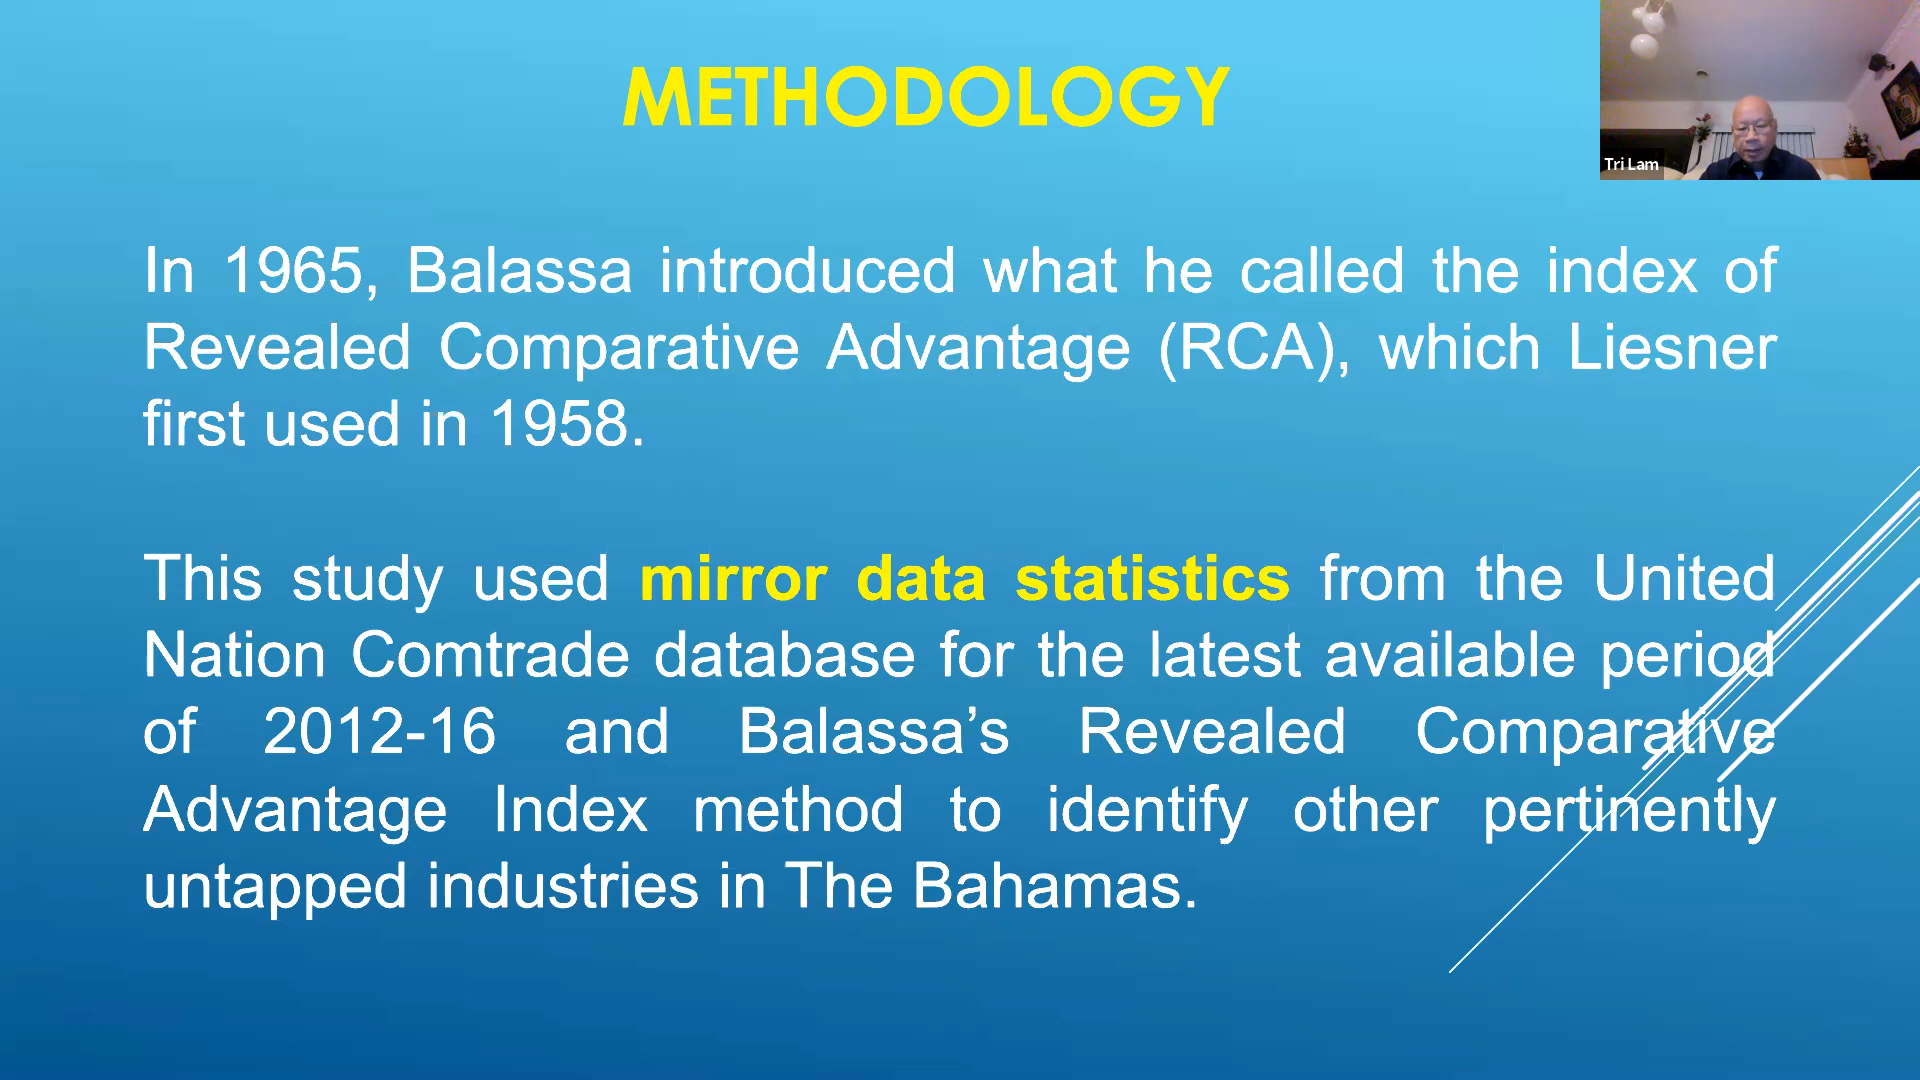 METHODOLOGY
Tri Lam
In 1965, Balassa introduced what he called the index of
Revealed Comparative Advantage (RCA), which Liesner
first used in 1958.
This study used mirror data statistics from the United
Nation Comtrade database for the latest available period
of 2012-16 and Balassa’s Revealed Comparative
Advantage Index method to identify other pertinently
untapped industries in The Bahamas.